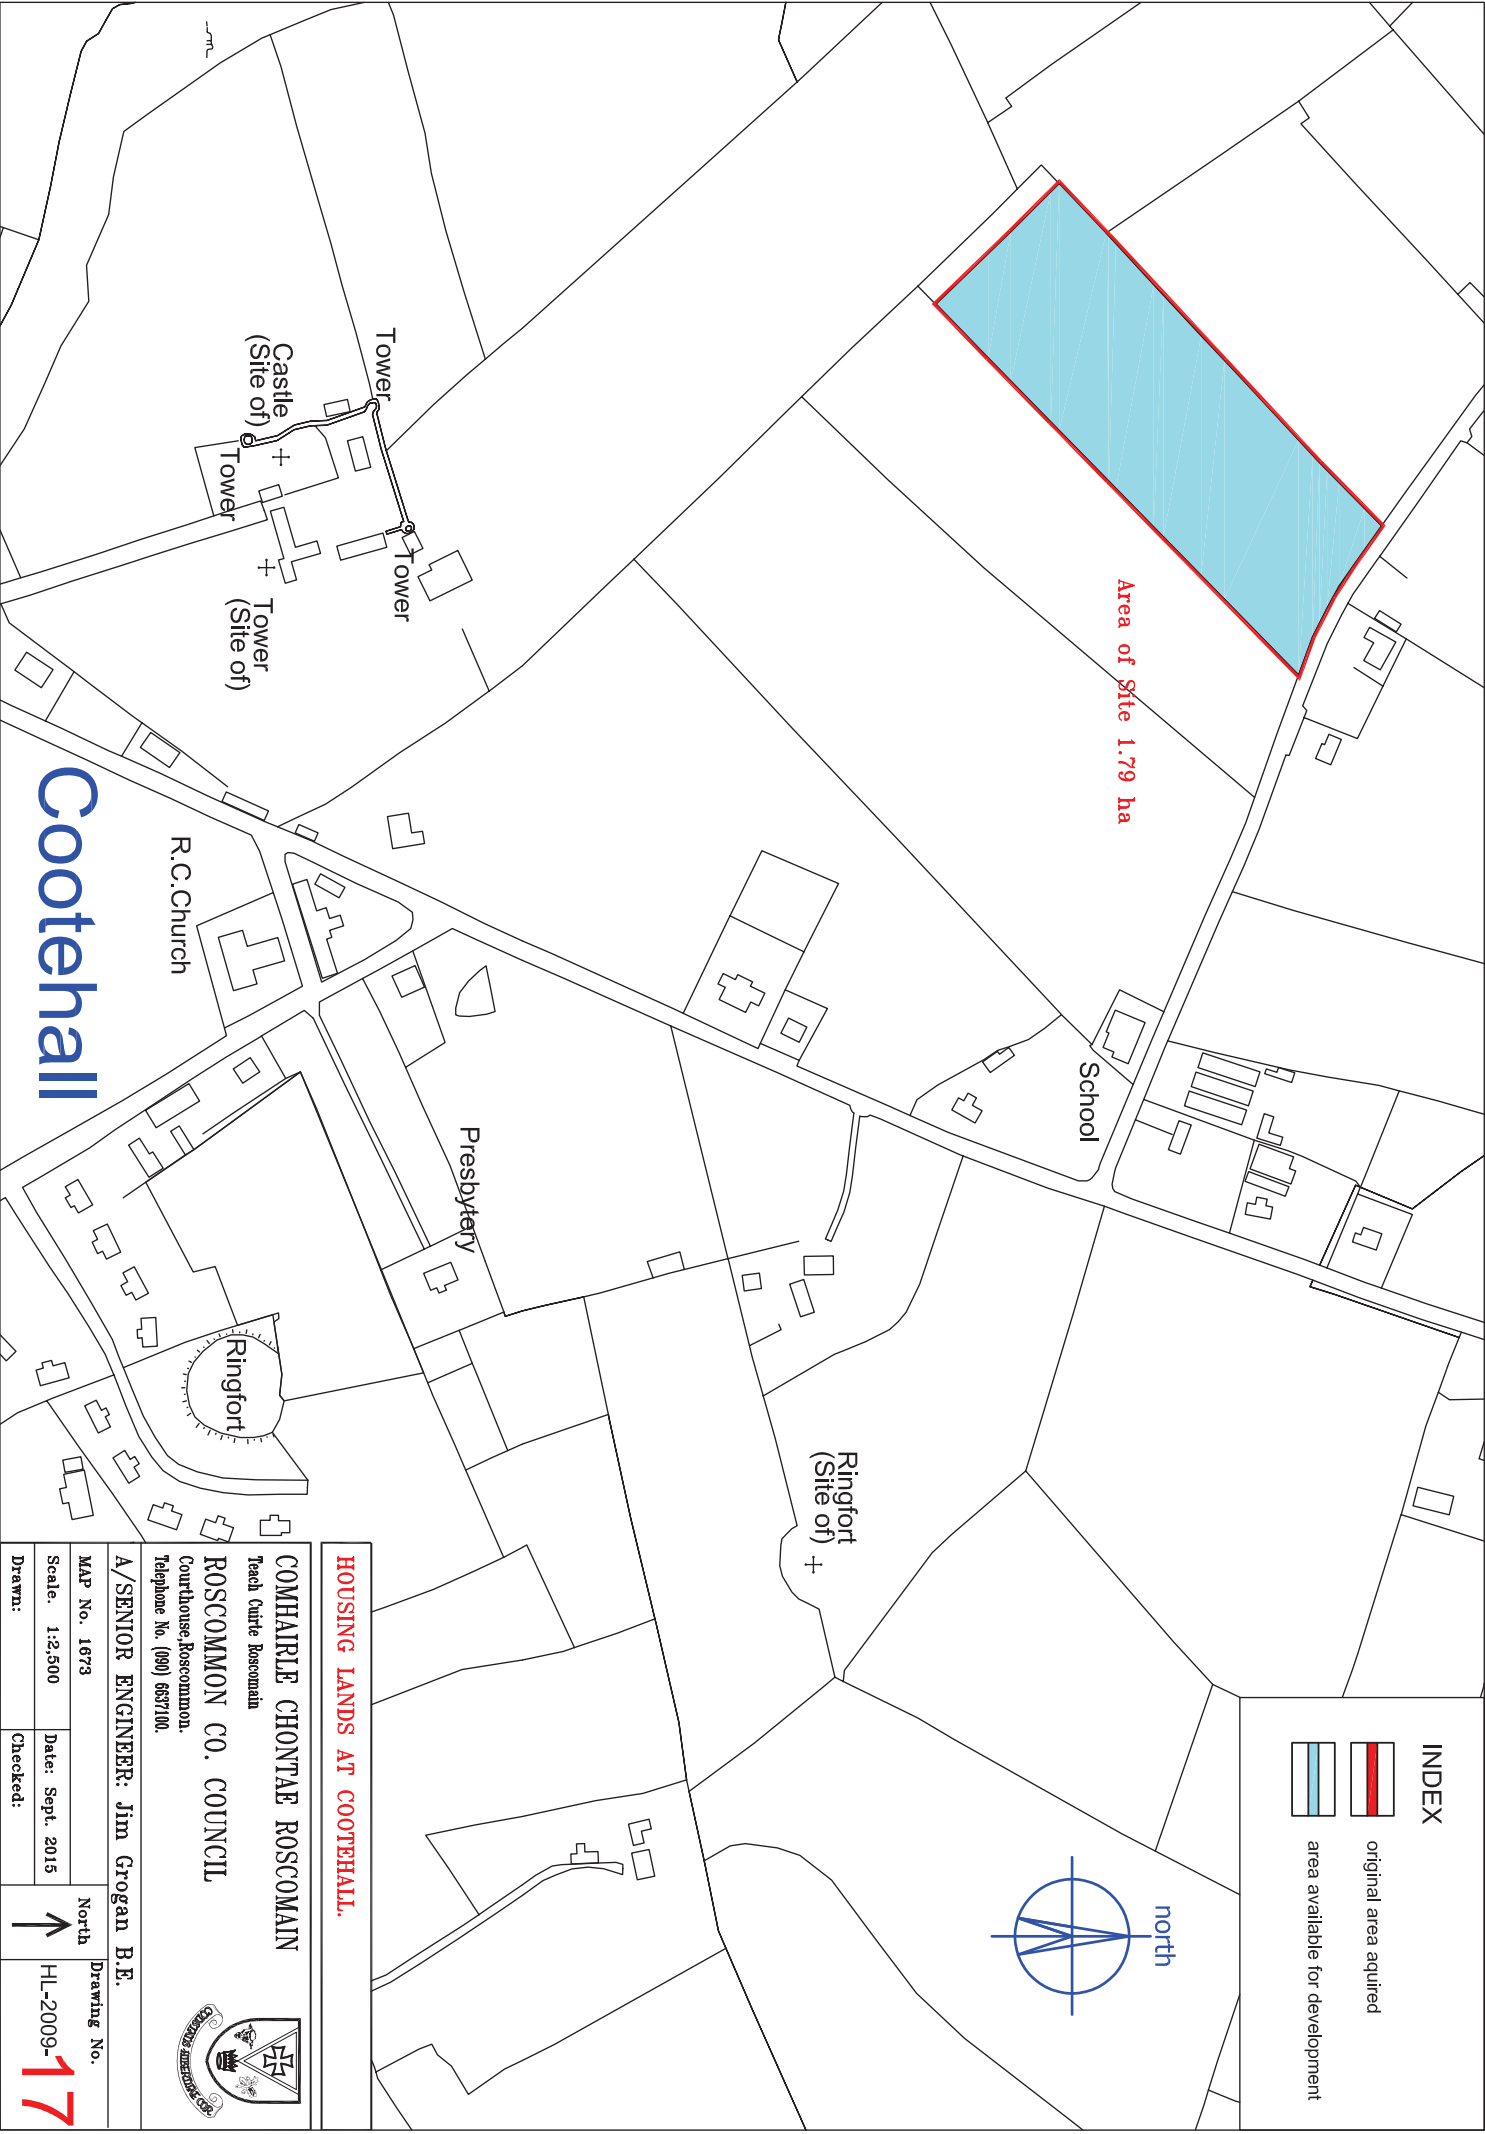 INDEX
original area aquired
area available for development
north
Area of Site 1.79 ha
School
Ringfort
(Site of)
Presbytery
Tower
Tower
Castle
(Site of)
Tower
Tower
(Site of)
Ringfort
R.C.Church
Cootehall
HOUSING LANDS AT COOTEHALL.
COMHAIRLE CHONTAE ROSCOMAIN
Teach Cuirte Roscomain
ROSCOMMON CO. COUNCIL
Courthouse,Roscommon.
Telephone No. (090) 6637100.
A/SENIOR ENGINEER: Jim Grogan B.E.
MAP No. 1673
Scale. 1:2,500
Date: Sept. 2015
Drawn:
Checked:
North
Drawing No.
HL-2009-17